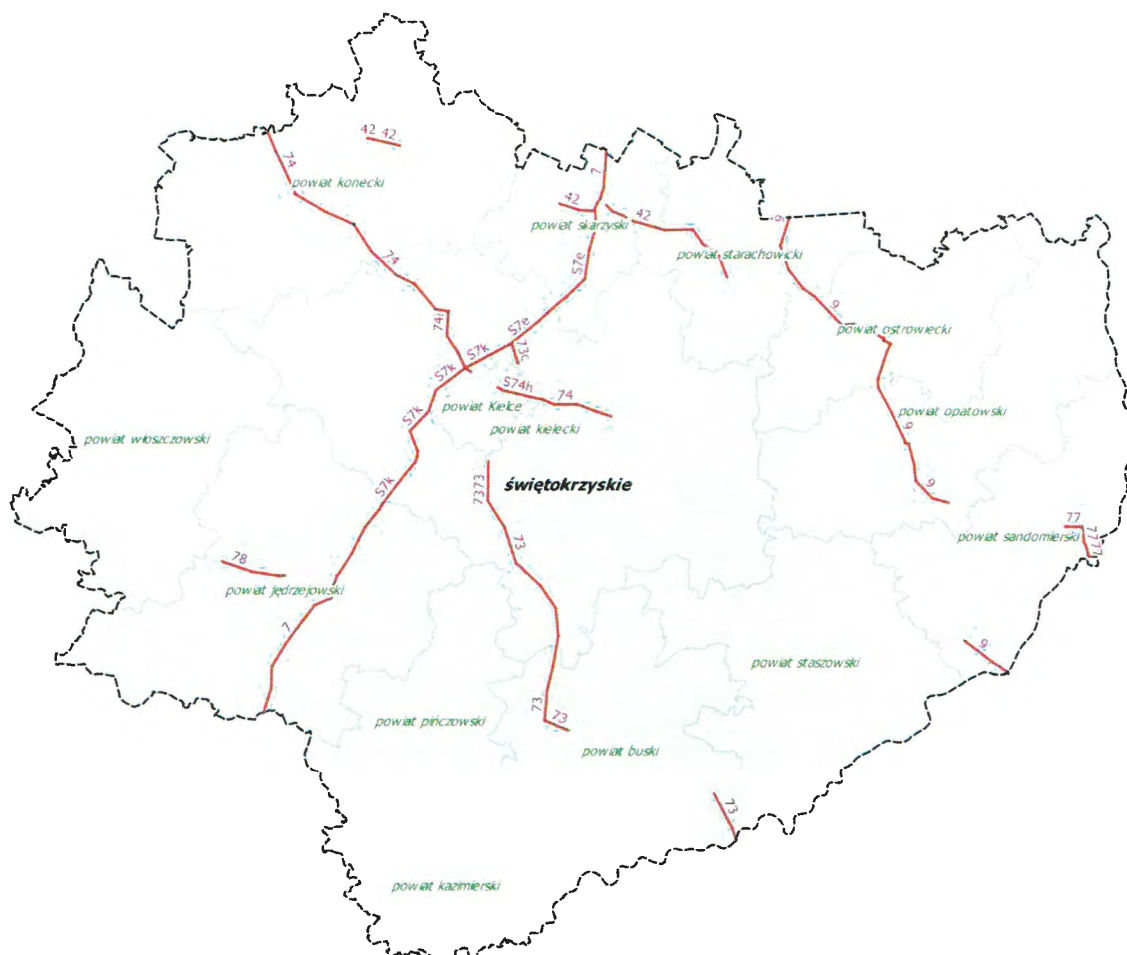 42 42
74
powiat konecki
7
42
42
powiat skarżyski
9
74
powiat starachowicki
S7e
9
74i
S7e
powiat ostrowiecki
73c
S7k
S7k
S74h
74
powiat Kielce
S7k
powiat opatowski
powiat kielecki
9
powiat włoszczowski
S7k
świętokrzyskie
9
7373
77
7777
powiat sandomierski
73
78
powiat jędrzejowski
7
9
powiat staszowski
73
73
powiat pińczowski
powiat buski
73
powiat kazimierski